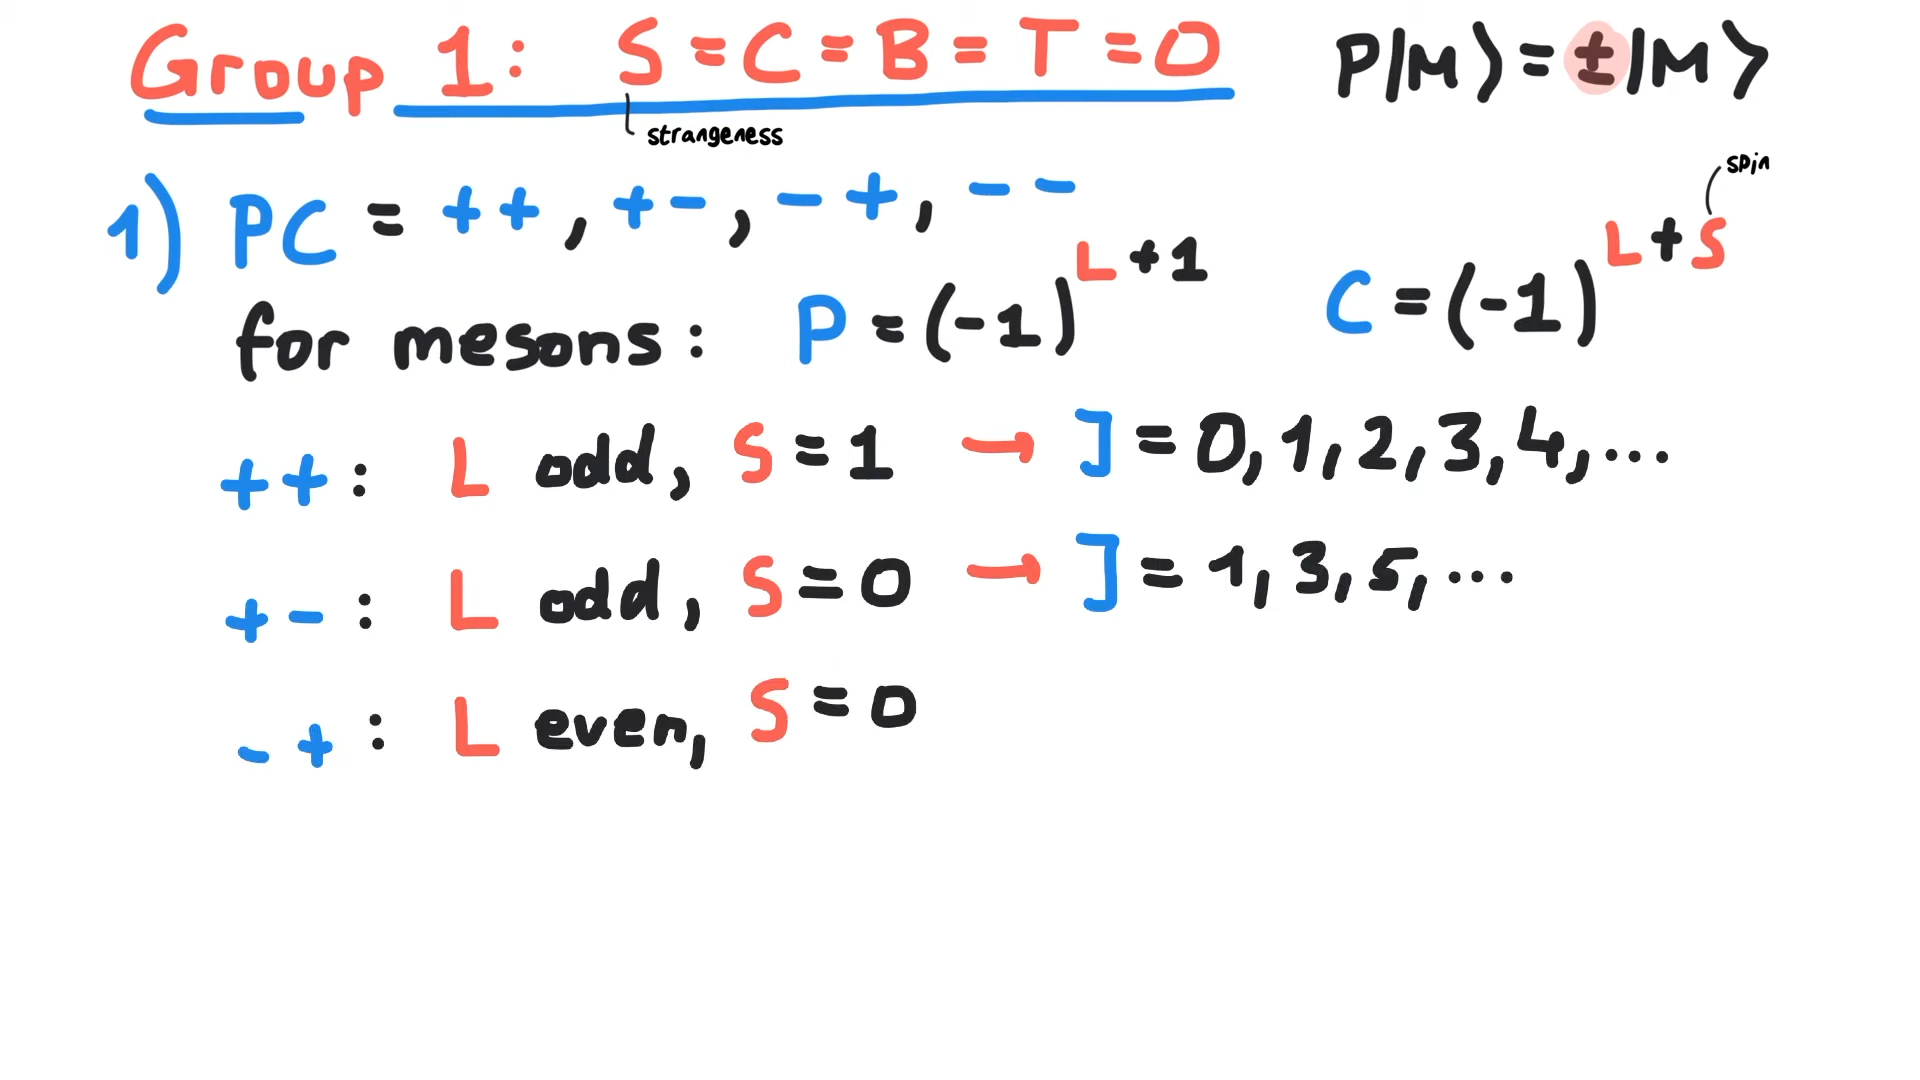 Group 1: S = C = B = T = 0
P|M⟩ = ±|M⟩
strangeness
spin
1) PC = ++, +-, -+, --
for mesons: P = (-1)^{L+1} C = (-1)^{L+S}
++: L odd, S = 1 → J = 0, 1, 2, 3, 4, ...
+-: L odd, S = 0 → J = 1, 3, 5, ...
-+: L even, S = 0